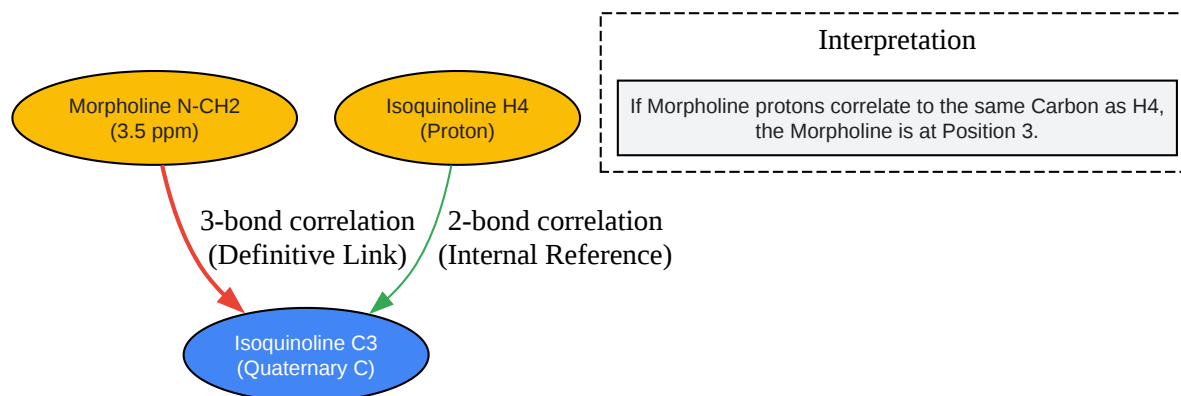 Interpretation
Morpholine N-CH2
(3.5 ppm)
Isoquinoline H4
(Proton)
If Morpholine protons correlate to the same Carbon as H4,
the Morpholine is at Position 3.
3-bond correlation
(Definitive Link)
2-bond correlation
(Internal Reference)
Isoquinoline C3
(Quaternary C)